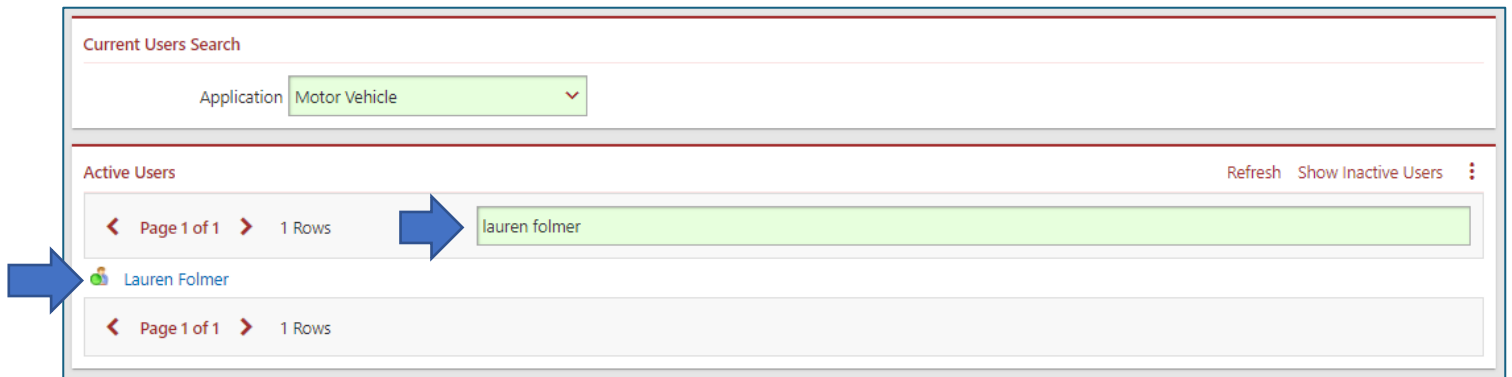 Current Users Search
Application Motor Vehicle
Active Users Refresh Show Inactive Users
Page 1 of 1 1 Rows lauren folmer
Lauren Folmer
Page 1 of 1 1 Rows